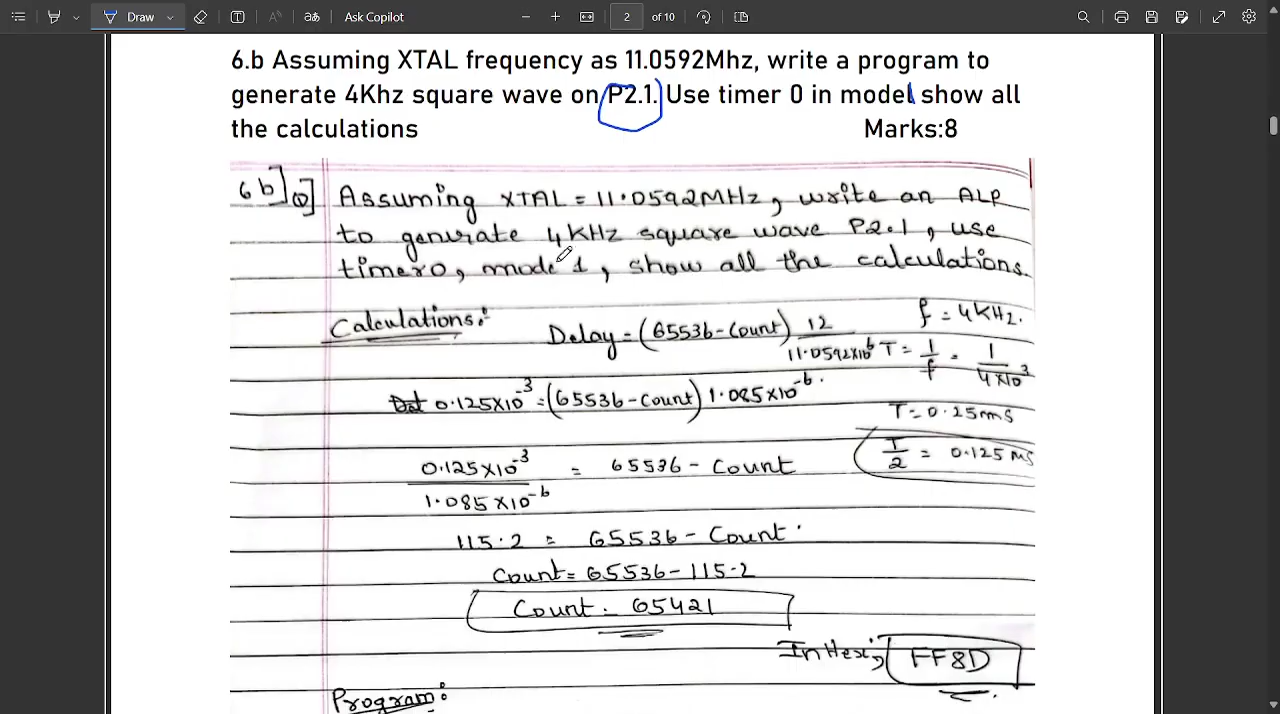 Draw
Ask Copilot
2 of 10
6.b Assuming XTAL frequency as 11.0592Mhz, write a program to
generate 4Khz square wave on P2.1. Use timer 0 in mode1 show all
the calculations Marks:8
6b] Q] Assuming XTAL = 11.0592MHz, write an ALP
to generate 4KHz square wave P2.1, use
timer0, mode 1, show all the calculations.
Calculations:
Delay = (65536-Count) 12 / 11.0592×10^6
f = 4KHz.
T = 1/f = 1/4×10^3
0.125×10^-3 = (65536-Count) 1.085×10^-6.
T = 0.25ms
T/2 = 0.125 ms
0.125×10^-3 / 1.085×10^-6 = 65536 - Count
115.2 = 65536 - Count.
Count = 65536-115.2
Count = 65421
In Hex; FF8D
Program: